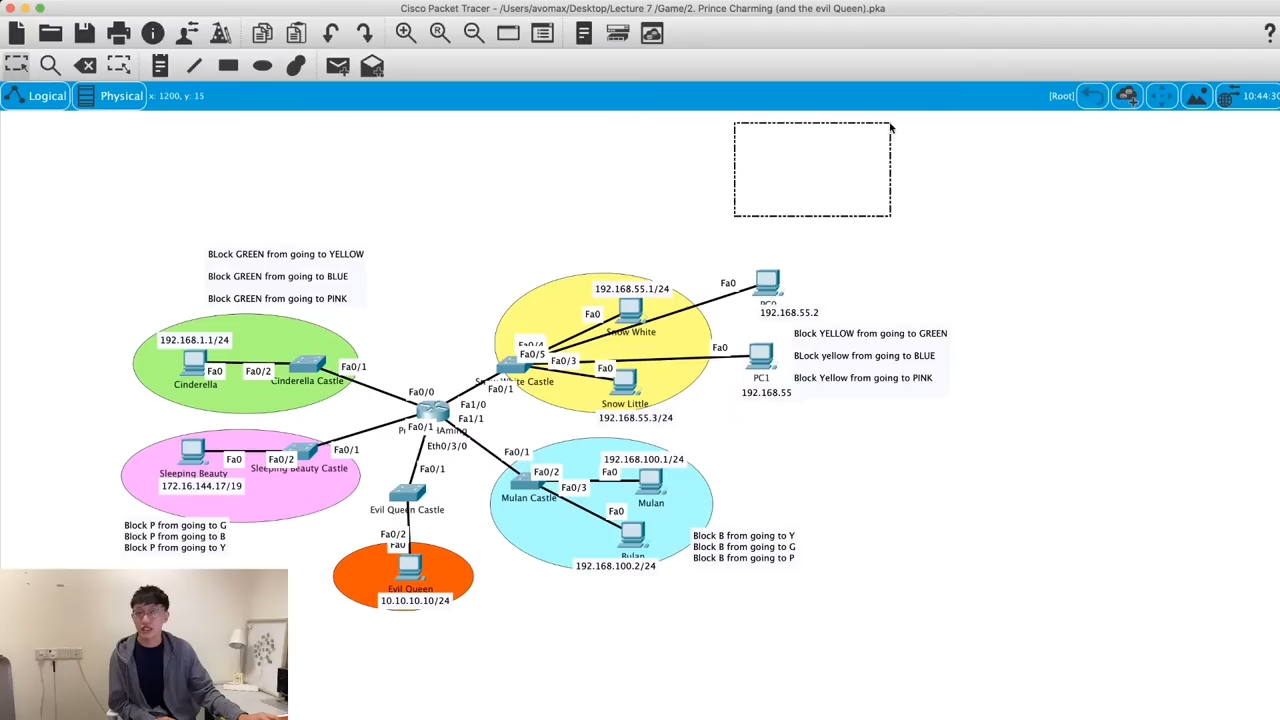 Cisco Packet Tracer - /Users/avomax/Desktop/Lecture 7 /Game/2. Prince Charming (and the evil Queen).pka
Logical
Physical
x: 1200, y: 15
[Root]
10:44:30
BLock GREEN from going to YELLOW
Block GREEN from going to BLUE
Block GREEN from going to PINK
192.168.1.1/24
Fa0
Fa0/2
Fa0/1
Cinderella
Cinderella Castle
192.168.55.1/24
Fa0
Snow White
Fa0/5
Fa0/3
Fa0
Castle
Fa0/1
Snow Little
192.168.55.3/24
Fa0
192.168.55.2
Fa0
PC1
192.168.55
Block YELLOW from going to GREEN
BLock yellow from going to BLUE
Block Yellow from going to PINK
Fa0/0
Fa1/0
Fa1/1
Fa0/1
Eth0/3/0
Fa0/1
Sleeping Beauty
Fa0
Fa0/2
Sleeping Beauty Castle
172.16.144.17/19
Block P from going to G
Block P from going to B
Block P from going to Y
Fa0/1
Evil Queen Castle
Fa0/2
Fa0
Evil Queen
10.10.10.10/24
Fa0/1
Fa0/2
Fa0/3
Mulan Castle
192.168.100.1/24
Fa0
Mulan
Fa0
Bulan
192.168.100.2/24
Block B from going to Y
Block B from going to G
Block B from going to P